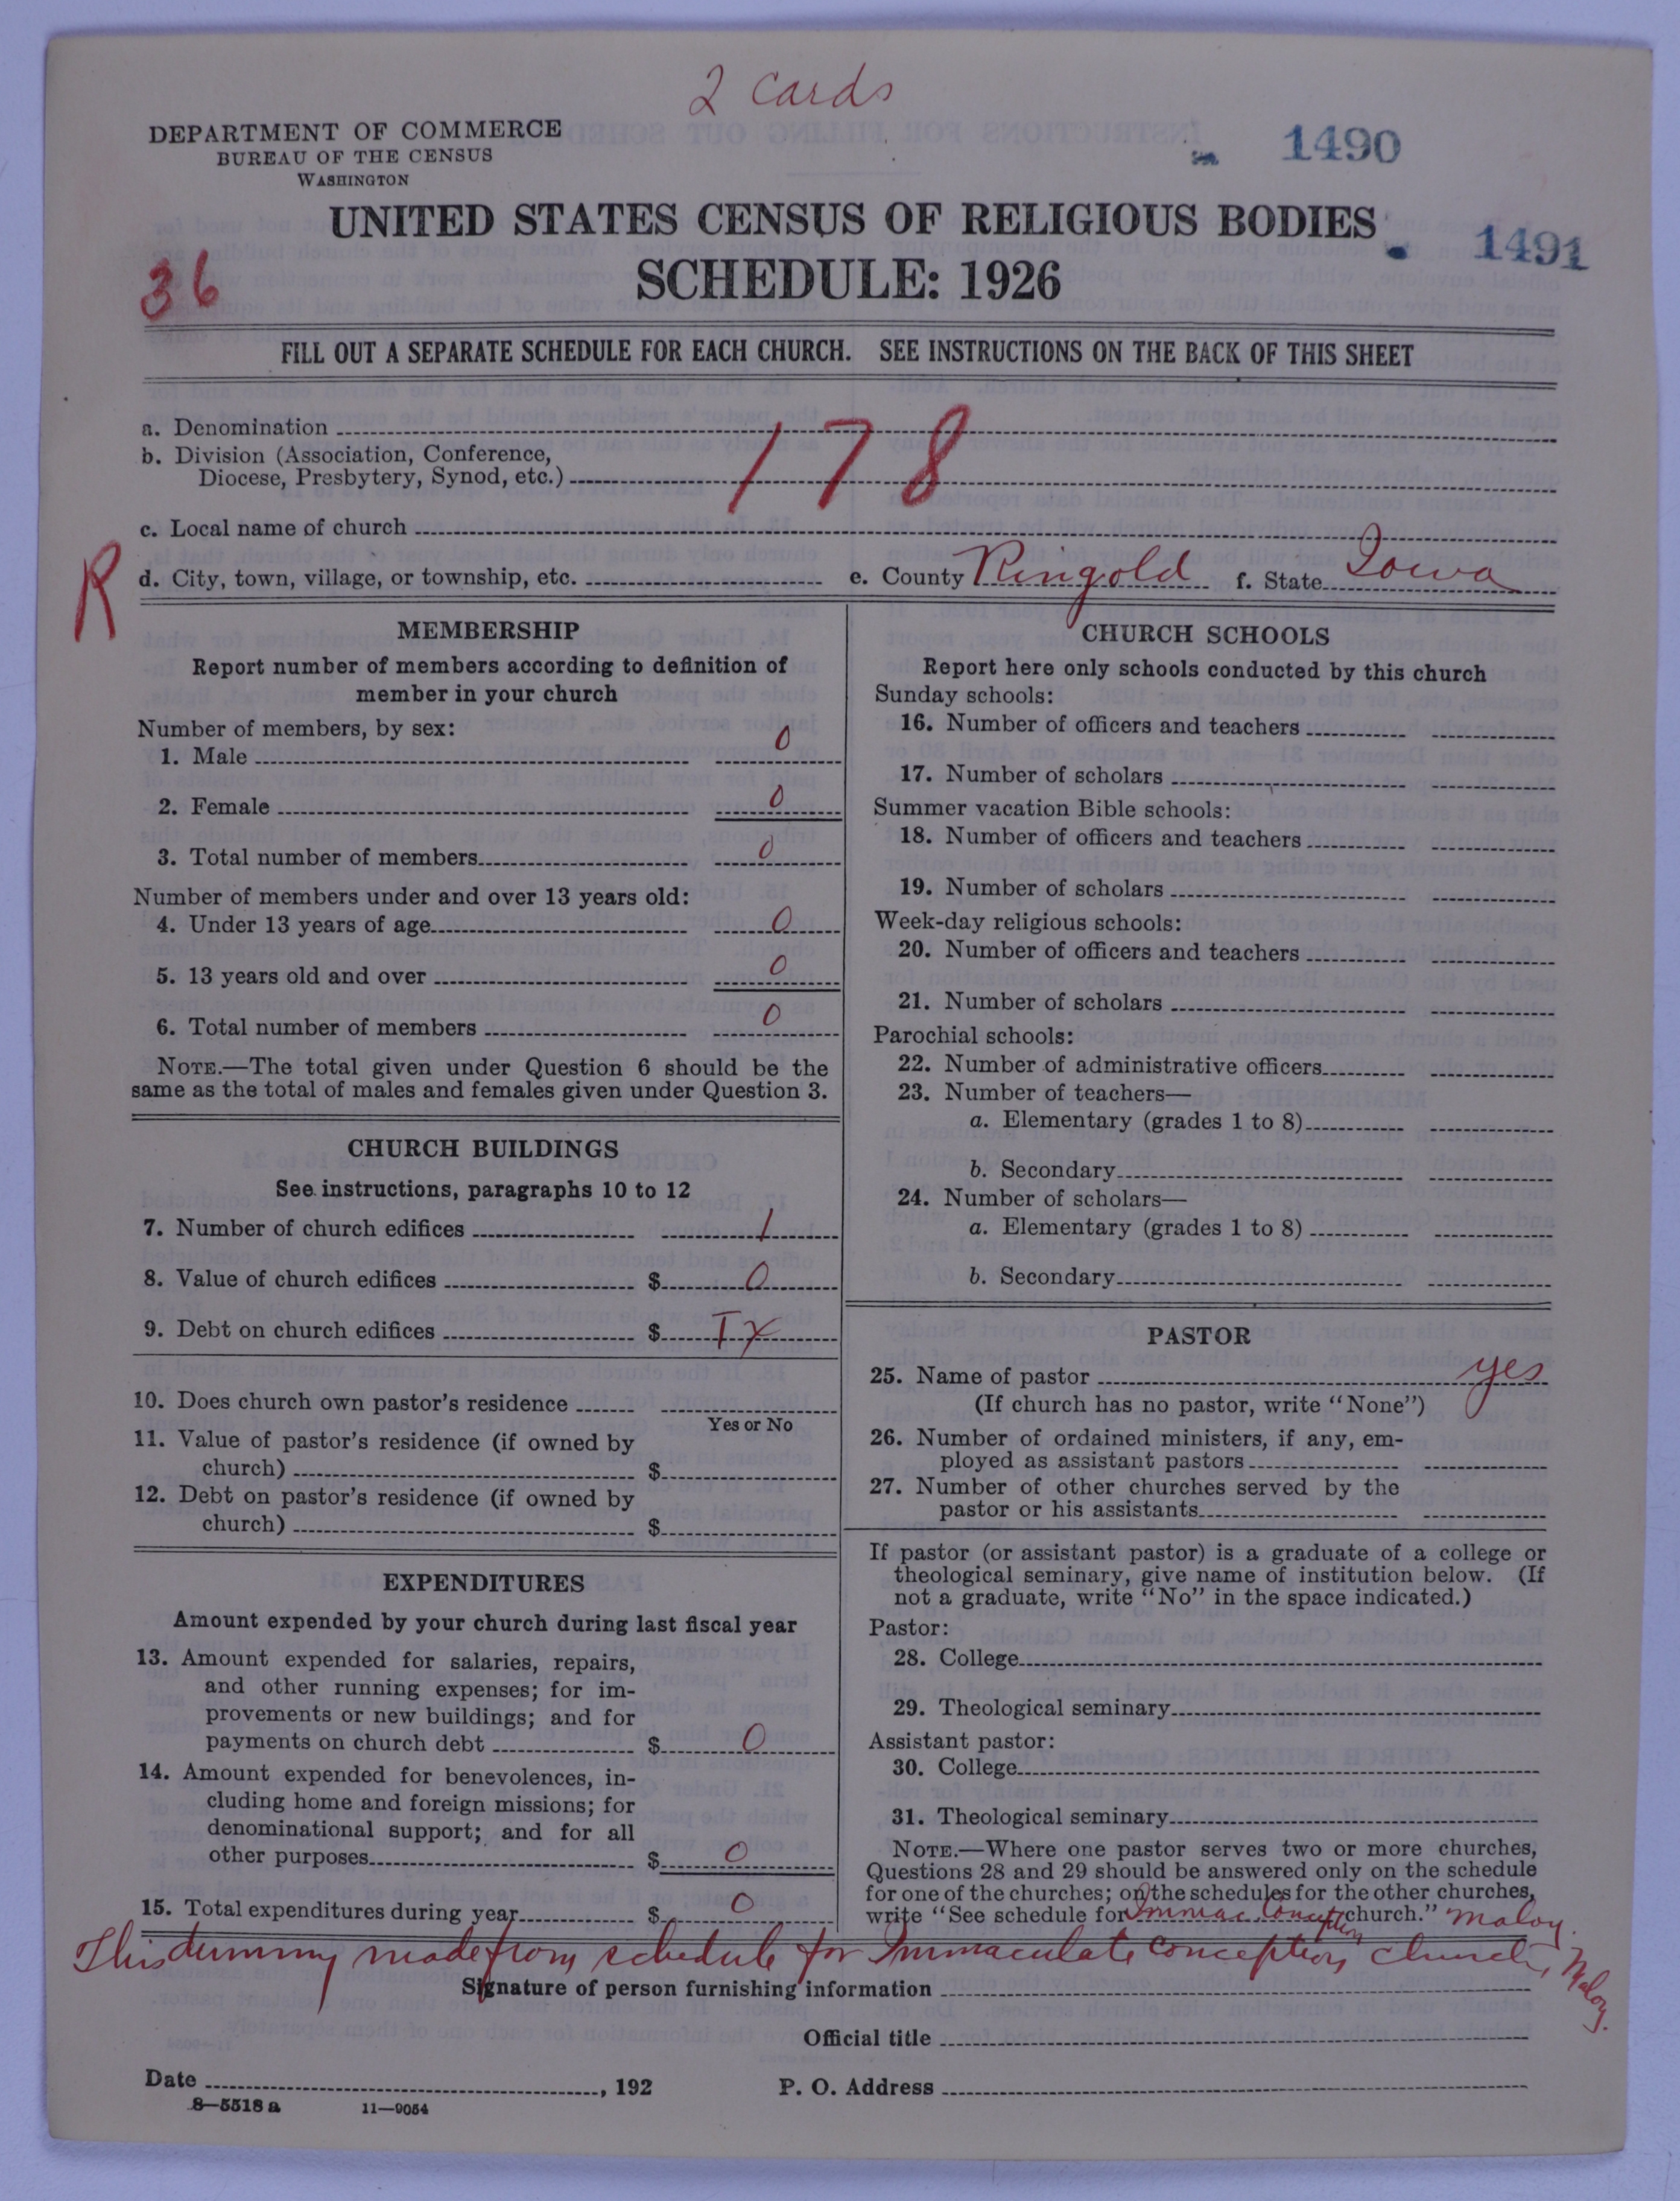 2 cards
DEPARTMENT OF COMMERCE
BUREAU OF THE CENSUS
WASHINGTON
1490
UNITED STATES CENSUS OF RELIGIOUS BODIES
1491
SCHEDULE: 1926
36
FILL OUT A SEPARATE SCHEDULE FOR EACH CHURCH. SEE INSTRUCTIONS ON THE BACK OF THIS SHEET
a. Denomination
178
b. Division (Association, Conference,
Diocese, Presbytery, Synod, etc.)
c. Local name of church
R
d. City, town, village, or township, etc. e. County Ringold f. State Iowa
MEMBERSHIP
Report number of members according to definition of
member in your church
Number of members, by sex:
1. Male 0
2. Female 0
3. Total number of members 0
Number of members under and over 13 years old:
4. Under 13 years of age 0
5. 13 years old and over 0
6. Total number of members 0
NOTE.—The total given under Question 6 should be the
same as the total of males and females given under Question 3.
CHURCH BUILDINGS
See instructions, paragraphs 10 to 12
7. Number of church edifices 1
8. Value of church edifices $ 0
9. Debt on church edifices $ IX
10. Does church own pastor's residence
Yes or No
11. Value of pastor's residence (if owned by
church) $
12. Debt on pastor's residence (if owned by
church) $
EXPENDITURES
Amount expended by your church during last fiscal year
13. Amount expended for salaries, repairs,
and other running expenses; for im-
provements or new buildings; and for
payments on church debt $ 0
14. Amount expended for benevolences, in-
cluding home and foreign missions; for
denominational support; and for all
other purposes $ 0
15. Total expenditures during year $ 0
CHURCH SCHOOLS
Report here only schools conducted by this church
Sunday schools:
16. Number of officers and teachers
17. Number of scholars
Summer vacation Bible schools:
18. Number of officers and teachers
19. Number of scholars
Week-day religious schools:
20. Number of officers and teachers
21. Number of scholars
Parochial schools:
22. Number of administrative officers
23. Number of teachers—
a. Elementary (grades 1 to 8)
b. Secondary
24. Number of scholars—
a. Elementary (grades 1 to 8)
b. Secondary
PASTOR
25. Name of pastor yes
(If church has no pastor, write "None")
26. Number of ordained ministers, if any, em-
ployed as assistant pastors
27. Number of other churches served by the
pastor or his assistants
If pastor (or assistant pastor) is a graduate of a college or
theological seminary, give name of institution below. (If
not a graduate, write "No" in the space indicated.)
Pastor:
28. College
29. Theological seminary
Assistant pastor:
30. College
31. Theological seminary
NOTE.—Where one pastor serves two or more churches,
Questions 28 and 29 should be answered only on the schedule
for one of the churches; on the schedules for the other churches,
write "See schedule for Immac. Conception church." Maloy.
This dummy made from schedule for Immaculate Conception church, Maloy.
Signature of person furnishing information
Official title
Date , 192 P. O. Address
8—5518 a 11—9054